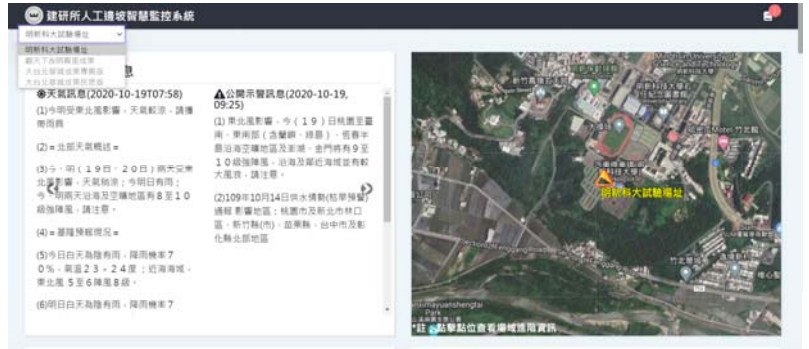 建研所人工邊坡智慧監控系統
明新科大試驗場址
明新科大試驗場址
息
天氣訊息(2020-10-19T07:58)
(1)今明受東北風影響，天氣較涼，請攜
帶雨具
(2)=北部天氣概述=
(3)今、明(19日、20日)兩天受東
北風影響，天氣稍涼；今明日有雨；
今、明兩天沿海及空曠地區有8至10
級強陣風，請注意。
(4)=基隆預報現況=
(5)今日白天為陰有雨，降雨機率7
0%，氣溫23~24度；近海海域，
東北風 5至6陣風8級。
(6)明日白天為陰有雨，降雨機率7
公開示警訊息(2020-10-19,
09:25)
(1) 東北風影響，今(19)日桃園至臺
南、東南部(含蘭嶼、綠島)、恆春半
島沿海空曠地區及澎湖、金門將有9至
10級強陣風，沿海及鄰近海域並有較
大風浪，請注意。
(2)109年10月14日供水情勢(枯旱預警)
通報 影響地區：桃園市及新北市林口
區、新竹縣(市)、苗栗縣、台中市及彰
化縣北部地區
明新科大試驗場址
大操場
Motel 竹北館
Park
*註：點擊點位查看場域進階資訊